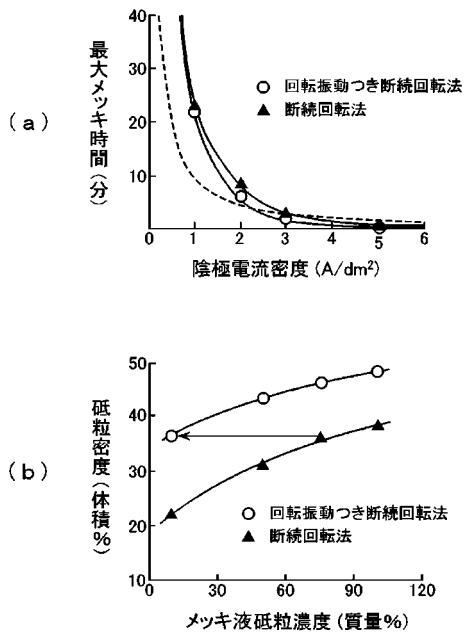 (a)
最大メッキ時間(分)
40
30
20
10
○ 回転振動つき断続回転法
▲ 断続回転法
0 1 2 3 4 5 6
陰極電流密度(A/dm²)
(b)
砥粒密度(体積%)
50
40
30
20
10
○ 回転振動つき断続回転法
▲ 断続回転法
0 30 60 90 120
メッキ液砥粒濃度(質量%)